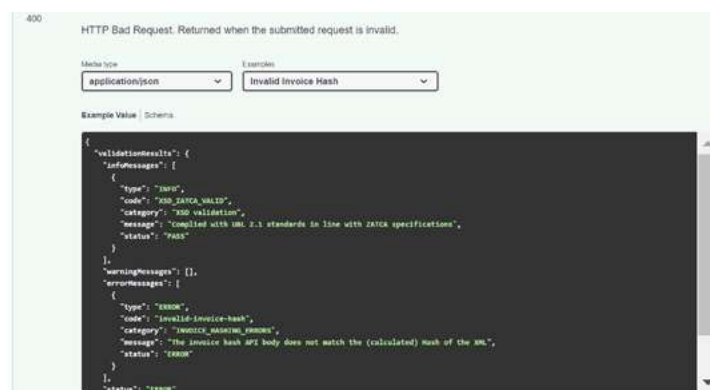 400
HTTP Bad Request. Returned when the submitted request is invalid.
Media type
Examples
application/json
Invalid Invoice Hash
Example Value | Schema
{
"validationResults": {
"infoMessages": [
{
"type": "INFO",
"code": "XSD_ZATCA_VALID",
"category": "XSD validation",
"message": "Complied with UBL 2.1 standards in line with ZATCA specifications",
"status": "PASS"
}
],
"warningMessages": [],
"errorMessages": [
{
"type": "ERROR",
"code": "invalid-invoice-hash",
"category": "INVOICE_HASHING_ERRORS",
"message": "The invoice hash API body does not match the (calculated) Hash of the XML",
"status": "ERROR"
}
],
"status": "ERROR"